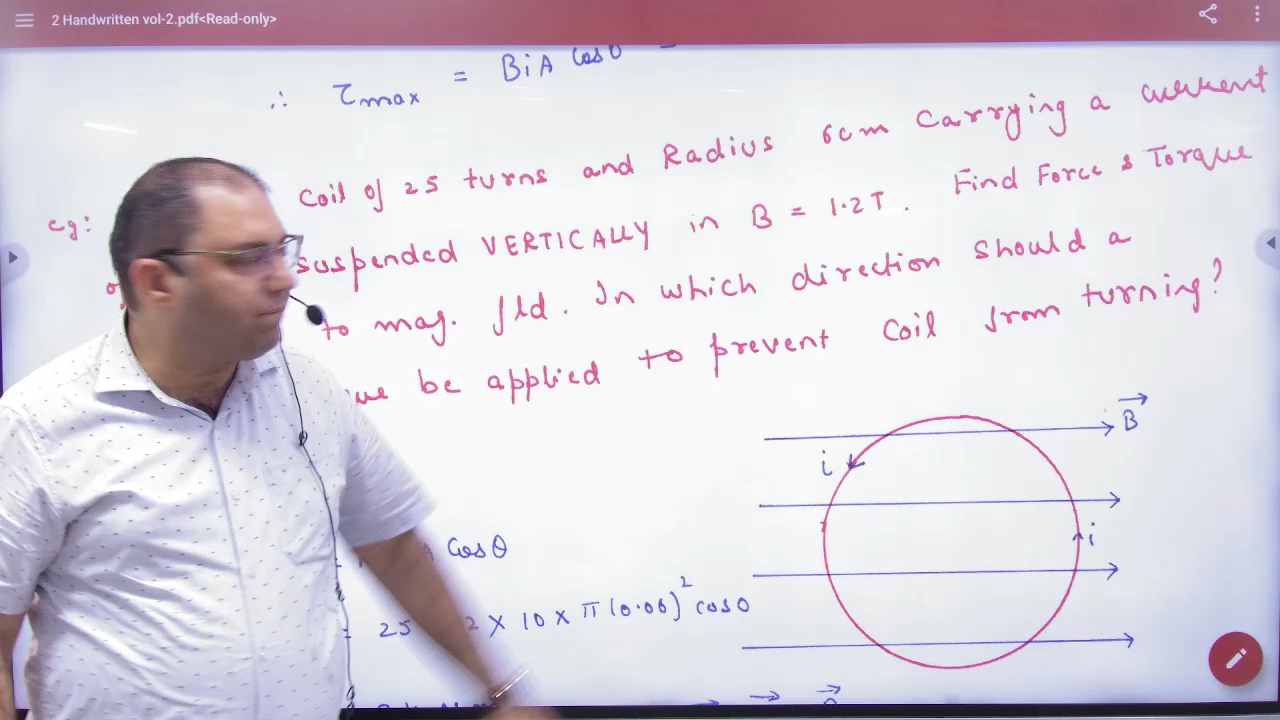 2 Handwritten vol-2.pdf<Read-only>
∴ τmax = BiA Cosθ
eg: Coil of 25 turns and Radius 6cm Carrying a current
suspended VERTICALLY in B = 1.2T. Find Force & Torque
to mag. fld. In which direction should a
be applied to prevent coil from turning?
B
i
i
Cosθ
= 25 2 X 10 X π(0.06)² cos0